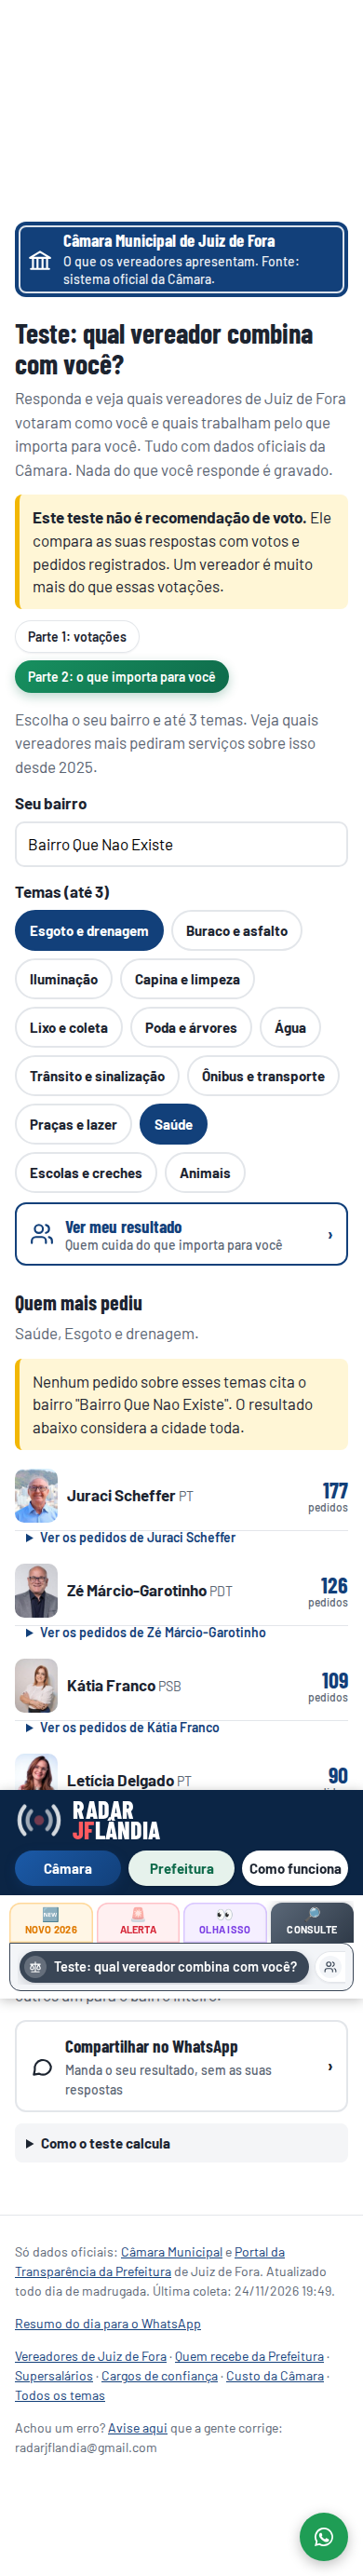 Câmara Municipal de Juiz de Fora
O que os vereadores apresentam. Fonte:
sistema oficial da Câmara.
Teste: qual vereador combina
com você?
Responda e veja quais vereadores de Juiz de Fora
votaram como você e quais trabalham pelo que
importa para você. Tudo com dados oficiais da
Câmara. Nada do que você responde é gravado.
Este teste não é recomendação de voto. Ele
compara as suas respostas com votos e
pedidos registrados. Um vereador é muito
mais do que essas votações.
Parte 1: votações
Parte 2: o que importa para você
Escolha o seu bairro e até 3 temas. Veja quais
vereadores mais pediram serviços sobre isso
desde 2025.
Seu bairro
Bairro Que Nao Existe
Temas (até 3)
Esgoto e drenagem
Buraco e asfalto
Iluminação
Capina e limpeza
Lixo e coleta
Poda e árvores
Água
Trânsito e sinalização
Ônibus e transporte
Praças e lazer
Saúde
Escolas e creches
Animais
Ver meu resultado
Quem cuida do que importa para você
›
Quem mais pediu
Saúde, Esgoto e drenagem.
Nenhum pedido sobre esses temas cita o
bairro "Bairro Que Nao Existe". O resultado
abaixo considera a cidade toda.
Juraci Scheffer PT
177
pedidos
Ver os pedidos de Juraci Scheffer
Zé Márcio-Garotinho PDT
126
pedidos
Ver os pedidos de Zé Márcio-Garotinho
Kátia Franco PSB
109
pedidos
Ver os pedidos de Kátia Franco
Letícia Delgado PT
90
RADAR
JFLÂNDIA
Câmara
Prefeitura
Como funciona
NEW
NOVO 2026
ALERTA
OLHA ISSO
CONSULTE
Teste: qual vereador combina com você?
Compartilhar no WhatsApp
Manda o seu resultado, sem as suas
respostas
›
Como o teste calcula
Só dados oficiais: Câmara Municipal e Portal da
Transparência da Prefeitura de Juiz de Fora. Atualizado
todo dia de madrugada. Última coleta: 24/11/2026 19:49.
Resumo do dia para o WhatsApp
Vereadores de Juiz de Fora · Quem recebe da Prefeitura ·
Supersalários · Cargos de confiança · Custo da Câmara ·
Todos os temas
Achou um erro? Avise aqui que a gente corrige:
radarjflandia@gmail.com